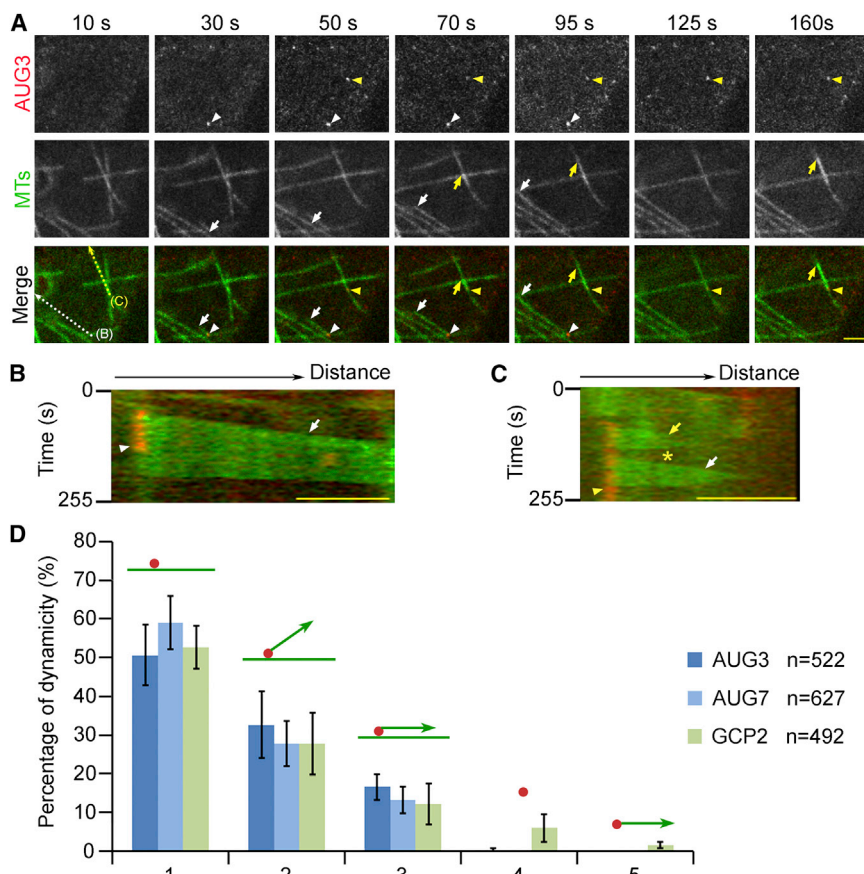 A 10 s 30 s 50 s 70 s 95 s 125 s 160s
AUG3
MTs
Merge
(C)
(B)
B Distance
0
Time (s)
255
C Distance
0
Time (s)
*
255
D
Percentage of dynamicity (%)
80
70
60
50
40
30
20
10
0
AUG3 n=522
AUG7 n=627
GCP2 n=492
1 2 3 4 5